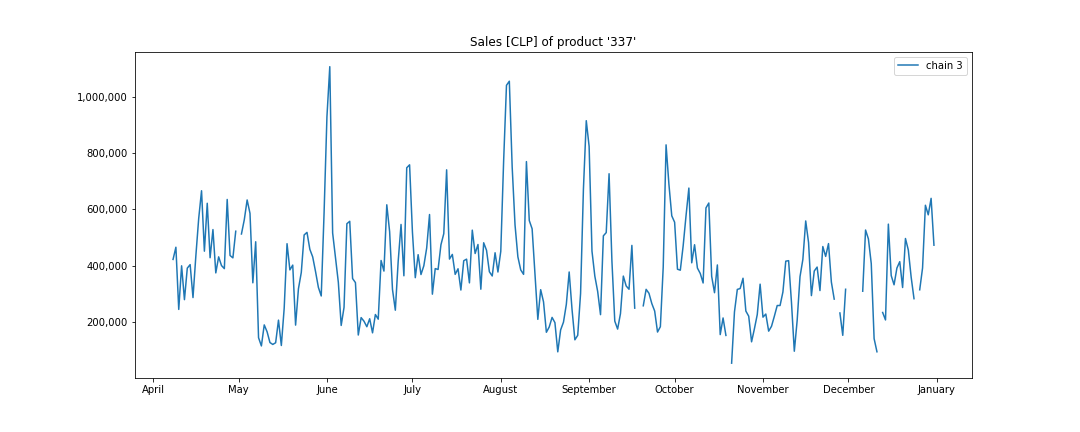 Sales [CLP] of product '337'
chain 3
1,000,000
800,000
600,000
400,000
200,000
April May June July August September October November December January